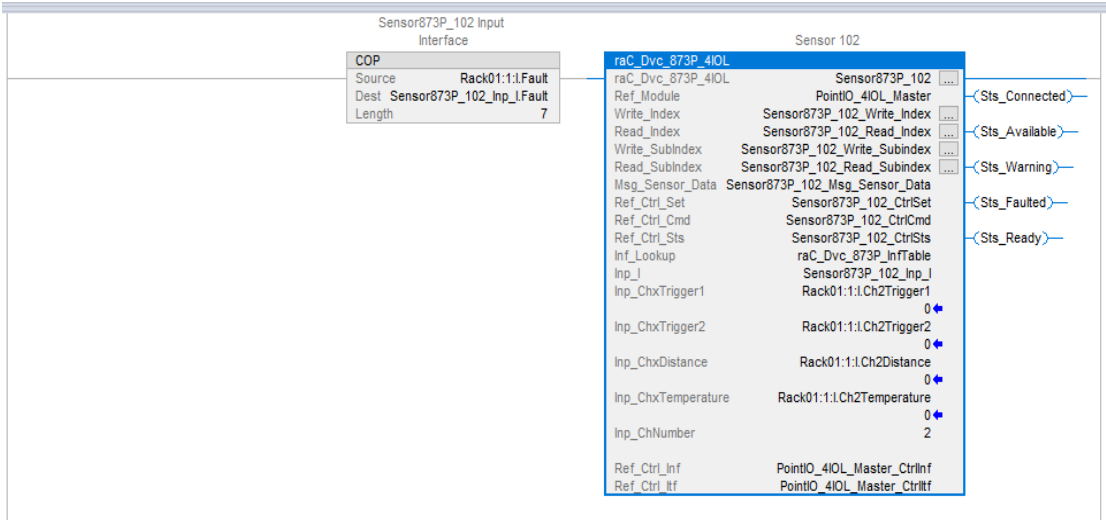 Sensor873P_102 Input
Interface
Sensor 102
COP
Source Rack01:1:I.Fault
Dest Sensor873P_102_Inp_I.Fault
Length 7
raC_Dvc_873P_4IOL
raC_Dvc_873P_4IOL Sensor873P_102 ...
Ref_Module PointIO_4IOL_Master
Write_Index Sensor873P_102_Write_Index ...
Read_Index Sensor873P_102_Read_Index ...
Write_SubIndex Sensor873P_102_Write_Subindex ...
Read_SubIndex Sensor873P_102_Read_Subindex ...
Msg_Sensor_Data Sensor873P_102_Msg_Sensor_Data
Ref_Ctrl_Set Sensor873P_102_CtrlSet
Ref_Ctrl_Cmd Sensor873P_102_CtrlCmd
Ref_Ctrl_Sts Sensor873P_102_CtrlSts
Inf_Lookup raC_Dvc_873P_InfTable
Inp_I Sensor873P_102_Inp_I
Inp_ChxTrigger1 Rack01:1:I.Ch2Trigger1
0
Inp_ChxTrigger2 Rack01:1:I.Ch2Trigger2
0
Inp_ChxDistance Rack01:1:I.Ch2Distance
0
Inp_ChxTemperature Rack01:1:I.Ch2Temperature
0
Inp_ChNumber 2
Ref_Ctrl_Inf PointIO_4IOL_Master_CtrlInf
Ref_Ctrl_Itf PointIO_4IOL_Master_CtrlItf
Sts_Connected
Sts_Available
Sts_Warning
Sts_Faulted
Sts_Ready